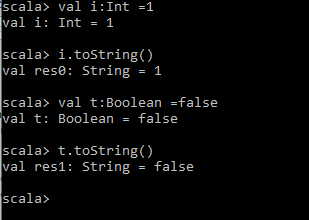 scala> val i:Int =1
val i: Int = 1
scala> i.toString()
val res0: String = 1
scala> val t:Boolean =false
val t: Boolean = false
scala> t.toString()
val res1: String = false
scala>